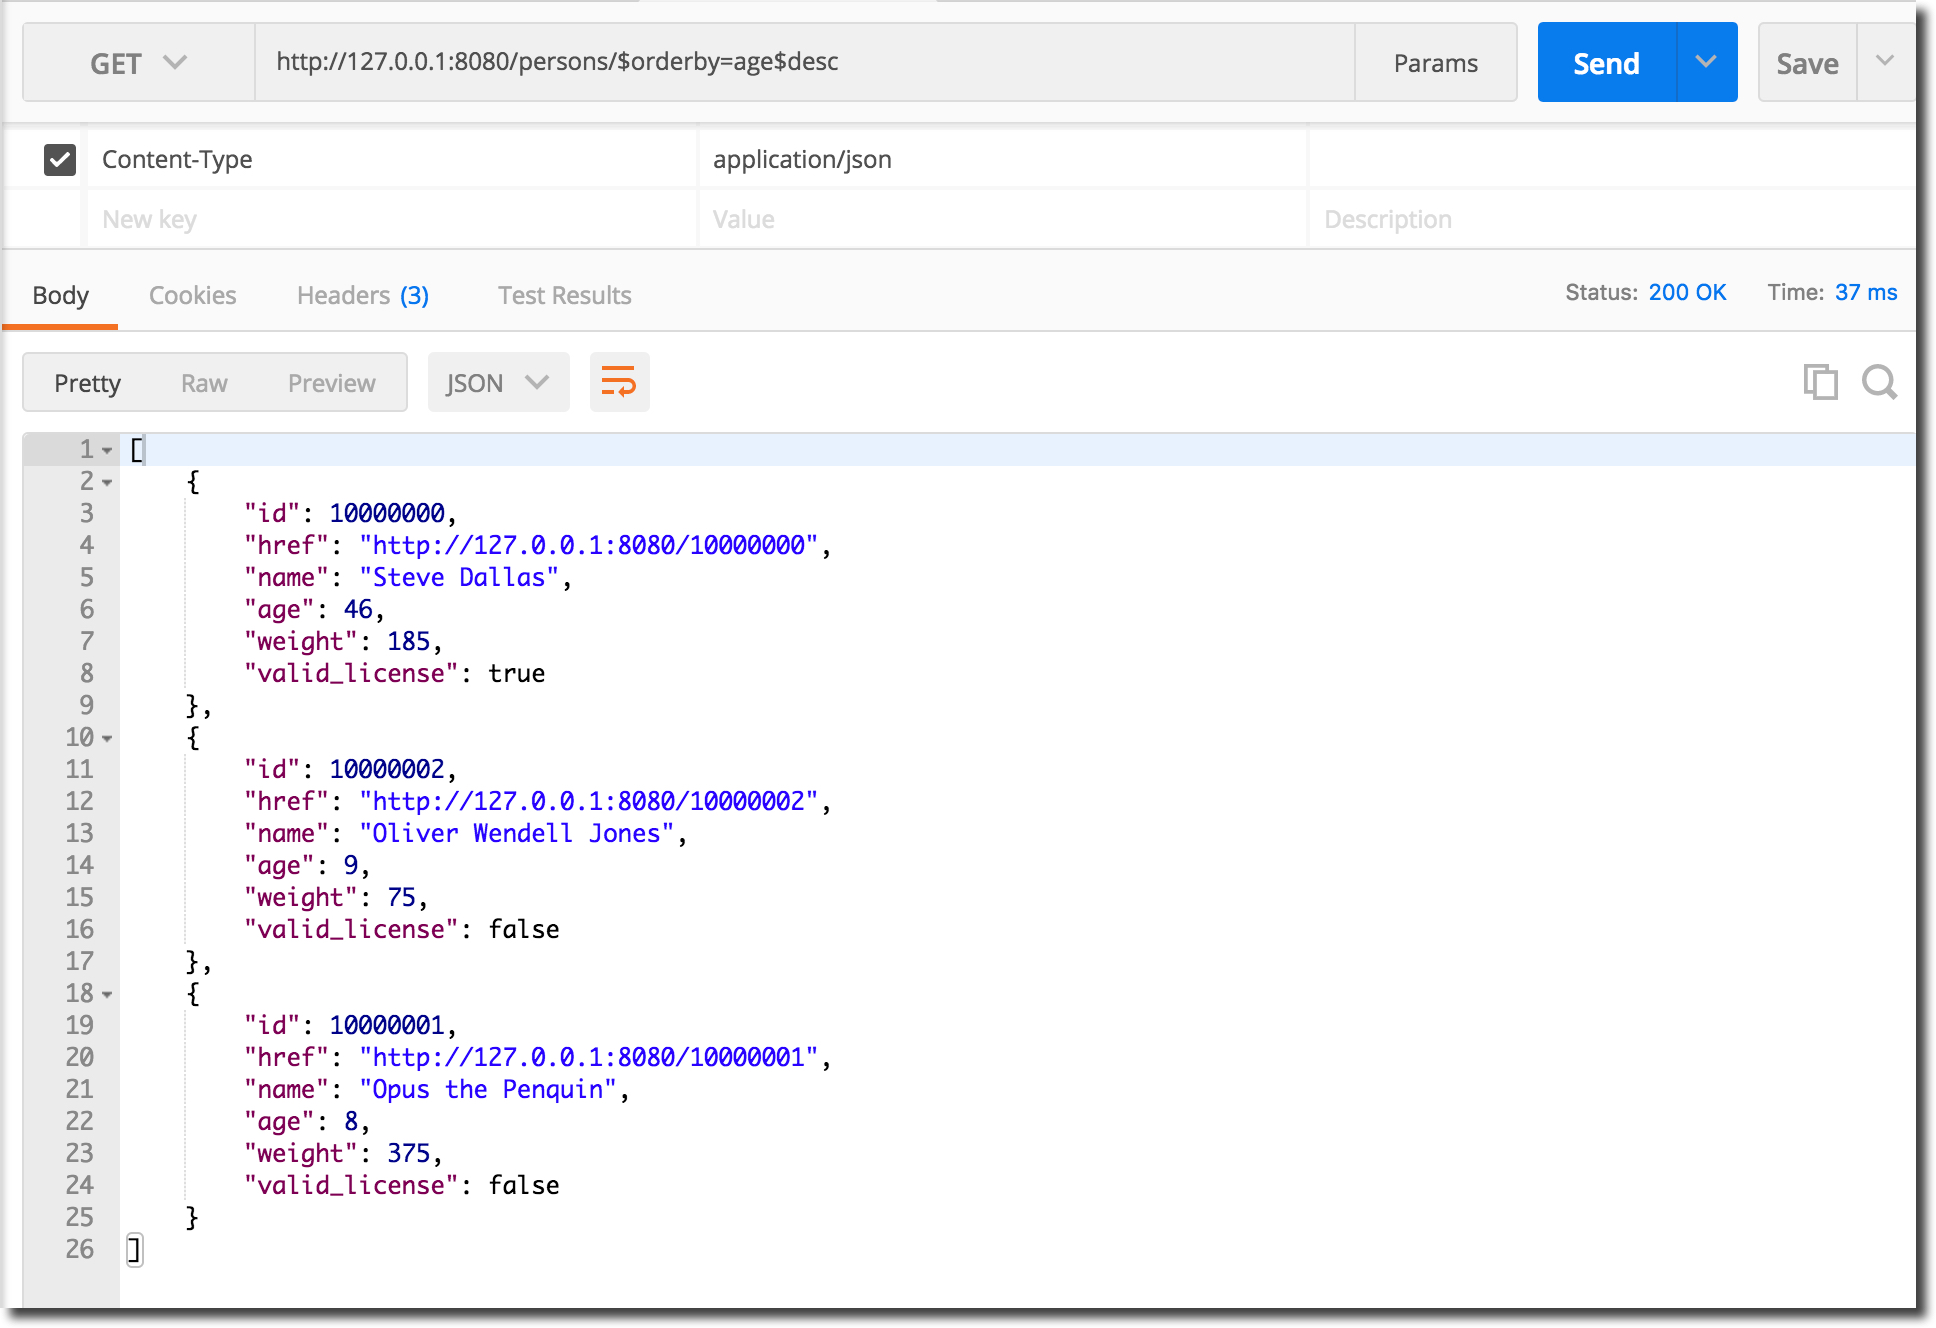 GET http://127.0.0.1:8080/persons/$orderby=age$desc Params Send Save
Content-Type application/json
New key Value Description
Body Cookies Headers (3) Test Results Status: 200 OK Time: 37 ms
Pretty Raw Preview JSON
1 [
2 {
3 "id": 10000000,
4 "href": "http://127.0.0.1:8080/10000000",
5 "name": "Steve Dallas",
6 "age": 46,
7 "weight": 185,
8 "valid_license": true
9 },
10 {
11 "id": 10000002,
12 "href": "http://127.0.0.1:8080/10000002",
13 "name": "Oliver Wendell Jones",
14 "age": 9,
15 "weight": 75,
16 "valid_license": false
17 },
18 {
19 "id": 10000001,
20 "href": "http://127.0.0.1:8080/10000001",
21 "name": "Opus the Penquin",
22 "age": 8,
23 "weight": 375,
24 "valid_license": false
25 }
26 ]